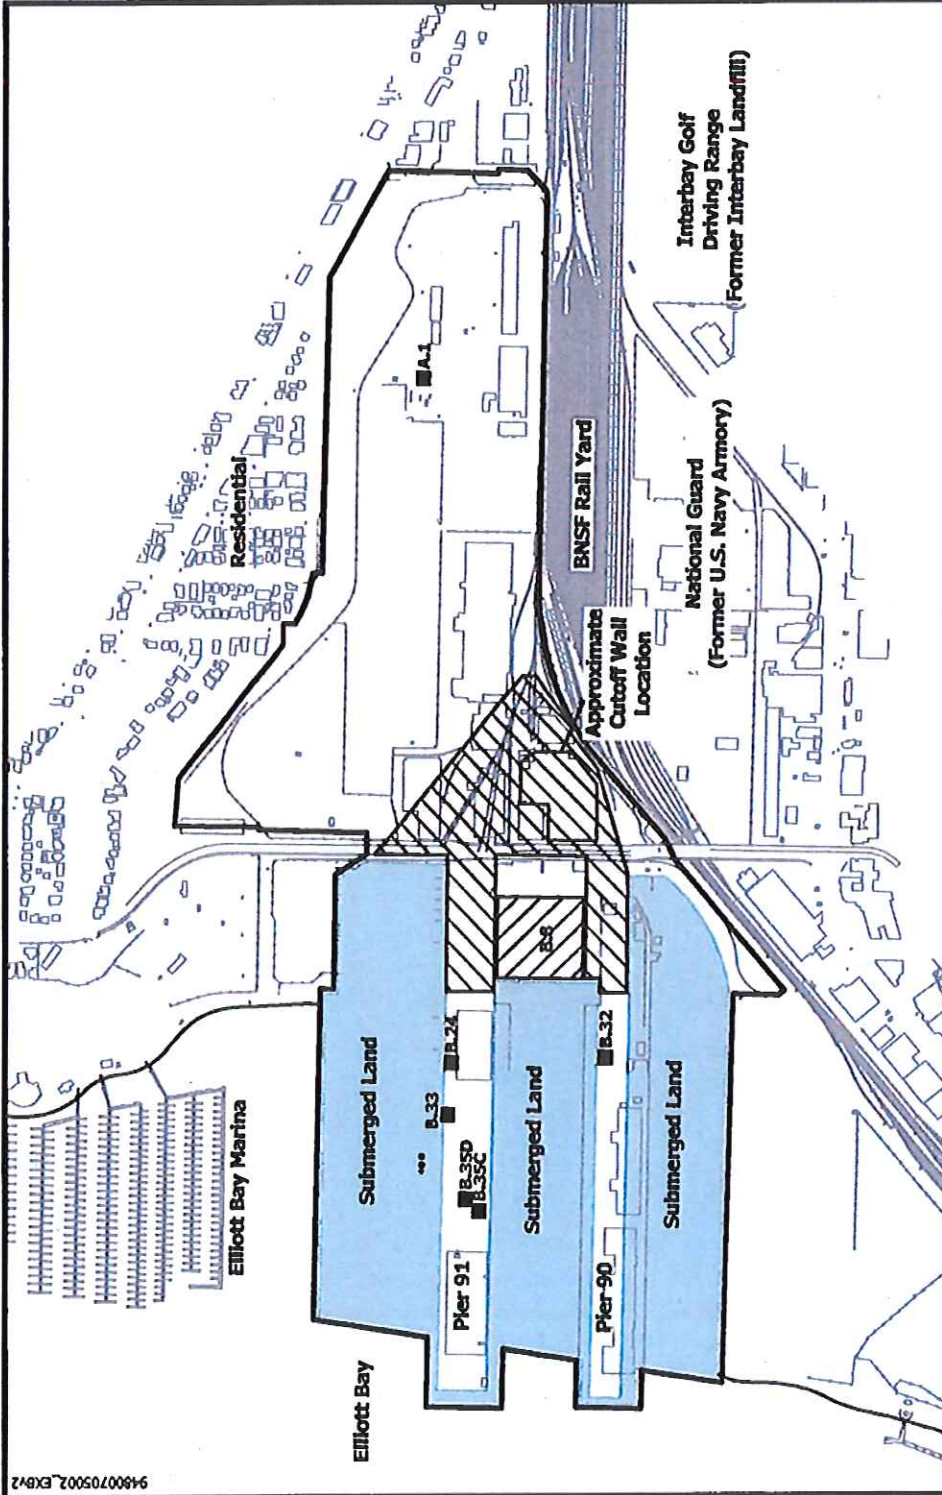 Elliott Bay
Elliott Bay Marina
Residential
Submerged Land
Pier 91
B.35D
B.35C
B.33
B.24
Submerged Land
B.8
A.1
Pier 90
B.32
Submerged Land
Approximate
Cutoff Wall
Location
BNSF Rail Yard
National Guard
(Former U.S. Navy Armory)
Interbay Golf
Driving Range
(Former Interbay Landfill)
94800705002_EXBv2